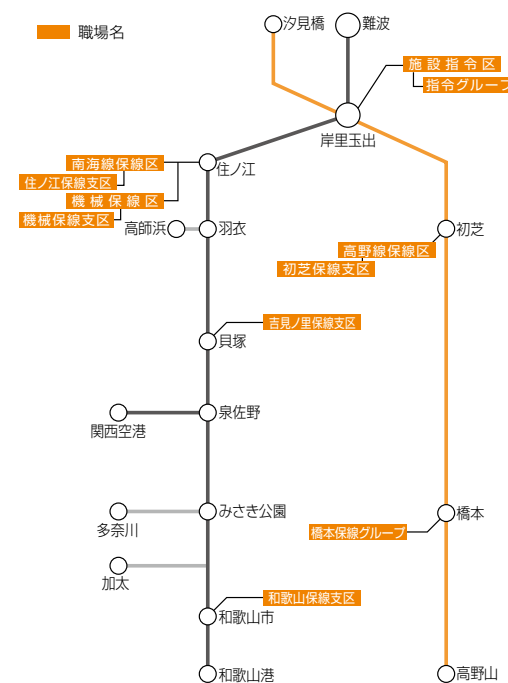 職場名
汐見橋
難波
施設指令区
指令グループ
岸里玉出
南海線保線区
住ノ江
住ノ江保線支区
機械保線区
機械保線支区
高師浜
羽衣
初芝
高野線保線区
初芝保線支区
吉見ノ里保線支区
貝塚
泉佐野
関西空港
みさき公園
橋本
多奈川
橋本保線グループ
加太
和歌山保線支区
和歌山市
和歌山港
高野山